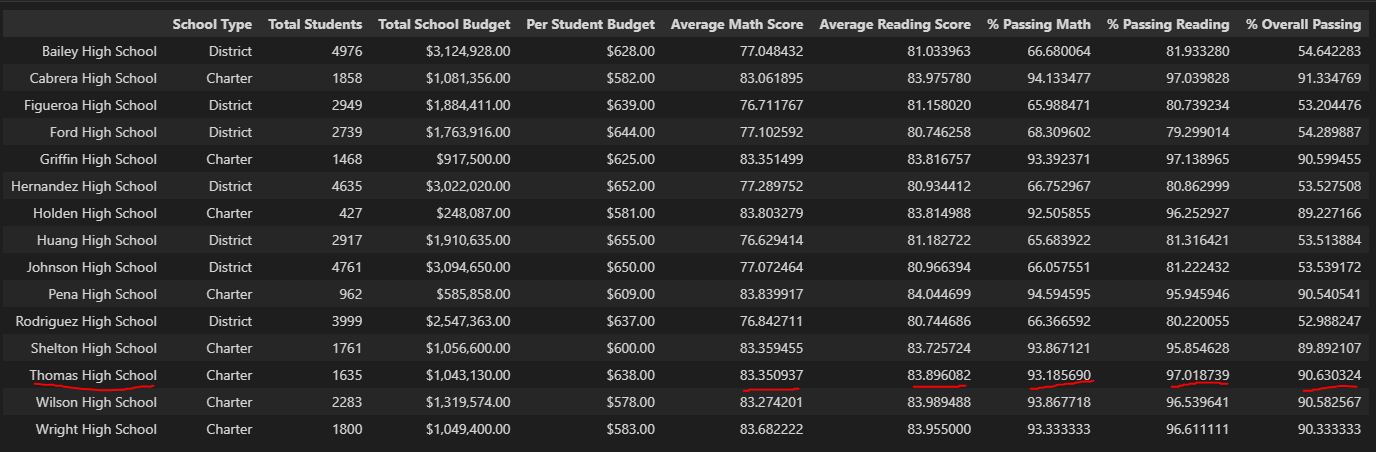 School Type Total Students Total School Budget Per Student Budget Average Math Score Average Reading Score % Passing Math % Passing Reading % Overall Passing
Bailey High School District 4976 $3,124,928.00 $628.00 77.048432 81.033963 66.680064 81.933280 54.642283
Cabrera High School Charter 1858 $1,081,356.00 $582.00 83.061895 83.975780 94.133477 97.039828 91.334769
Figueroa High School District 2949 $1,884,411.00 $639.00 76.711767 81.158020 65.988471 80.739234 53.204476
Ford High School District 2739 $1,763,916.00 $644.00 77.102592 80.746258 68.309602 79.299014 54.289887
Griffin High School Charter 1468 $917,500.00 $625.00 83.351499 83.816757 93.392371 97.138965 90.599455
Hernandez High School District 4635 $3,022,020.00 $652.00 77.289752 80.934412 66.752967 80.862999 53.527508
Holden High School Charter 427 $248,087.00 $581.00 83.803279 83.814988 92.505855 96.252927 89.227166
Huang High School District 2917 $1,910,635.00 $655.00 76.629414 81.182722 65.683922 81.316421 53.513884
Johnson High School District 4761 $3,094,650.00 $650.00 77.072464 80.966394 66.057551 81.222432 53.539172
Pena High School Charter 962 $585,858.00 $609.00 83.839917 84.044699 94.594595 95.945946 90.540541
Rodriguez High School District 3999 $2,547,363.00 $637.00 76.842711 80.744686 66.366592 80.220055 52.988247
Shelton High School Charter 1761 $1,056,600.00 $600.00 83.359455 83.725724 93.867121 95.854628 89.892107
Thomas High School Charter 1635 $1,043,130.00 $638.00 83.350937 83.896082 93.185690 97.018739 90.630324
Wilson High School Charter 2283 $1,319,574.00 $578.00 83.274201 83.989488 93.867718 96.539641 90.582567
Wright High School Charter 1800 $1,049,400.00 $583.00 83.682222 83.955000 93.333333 96.611111 90.333333